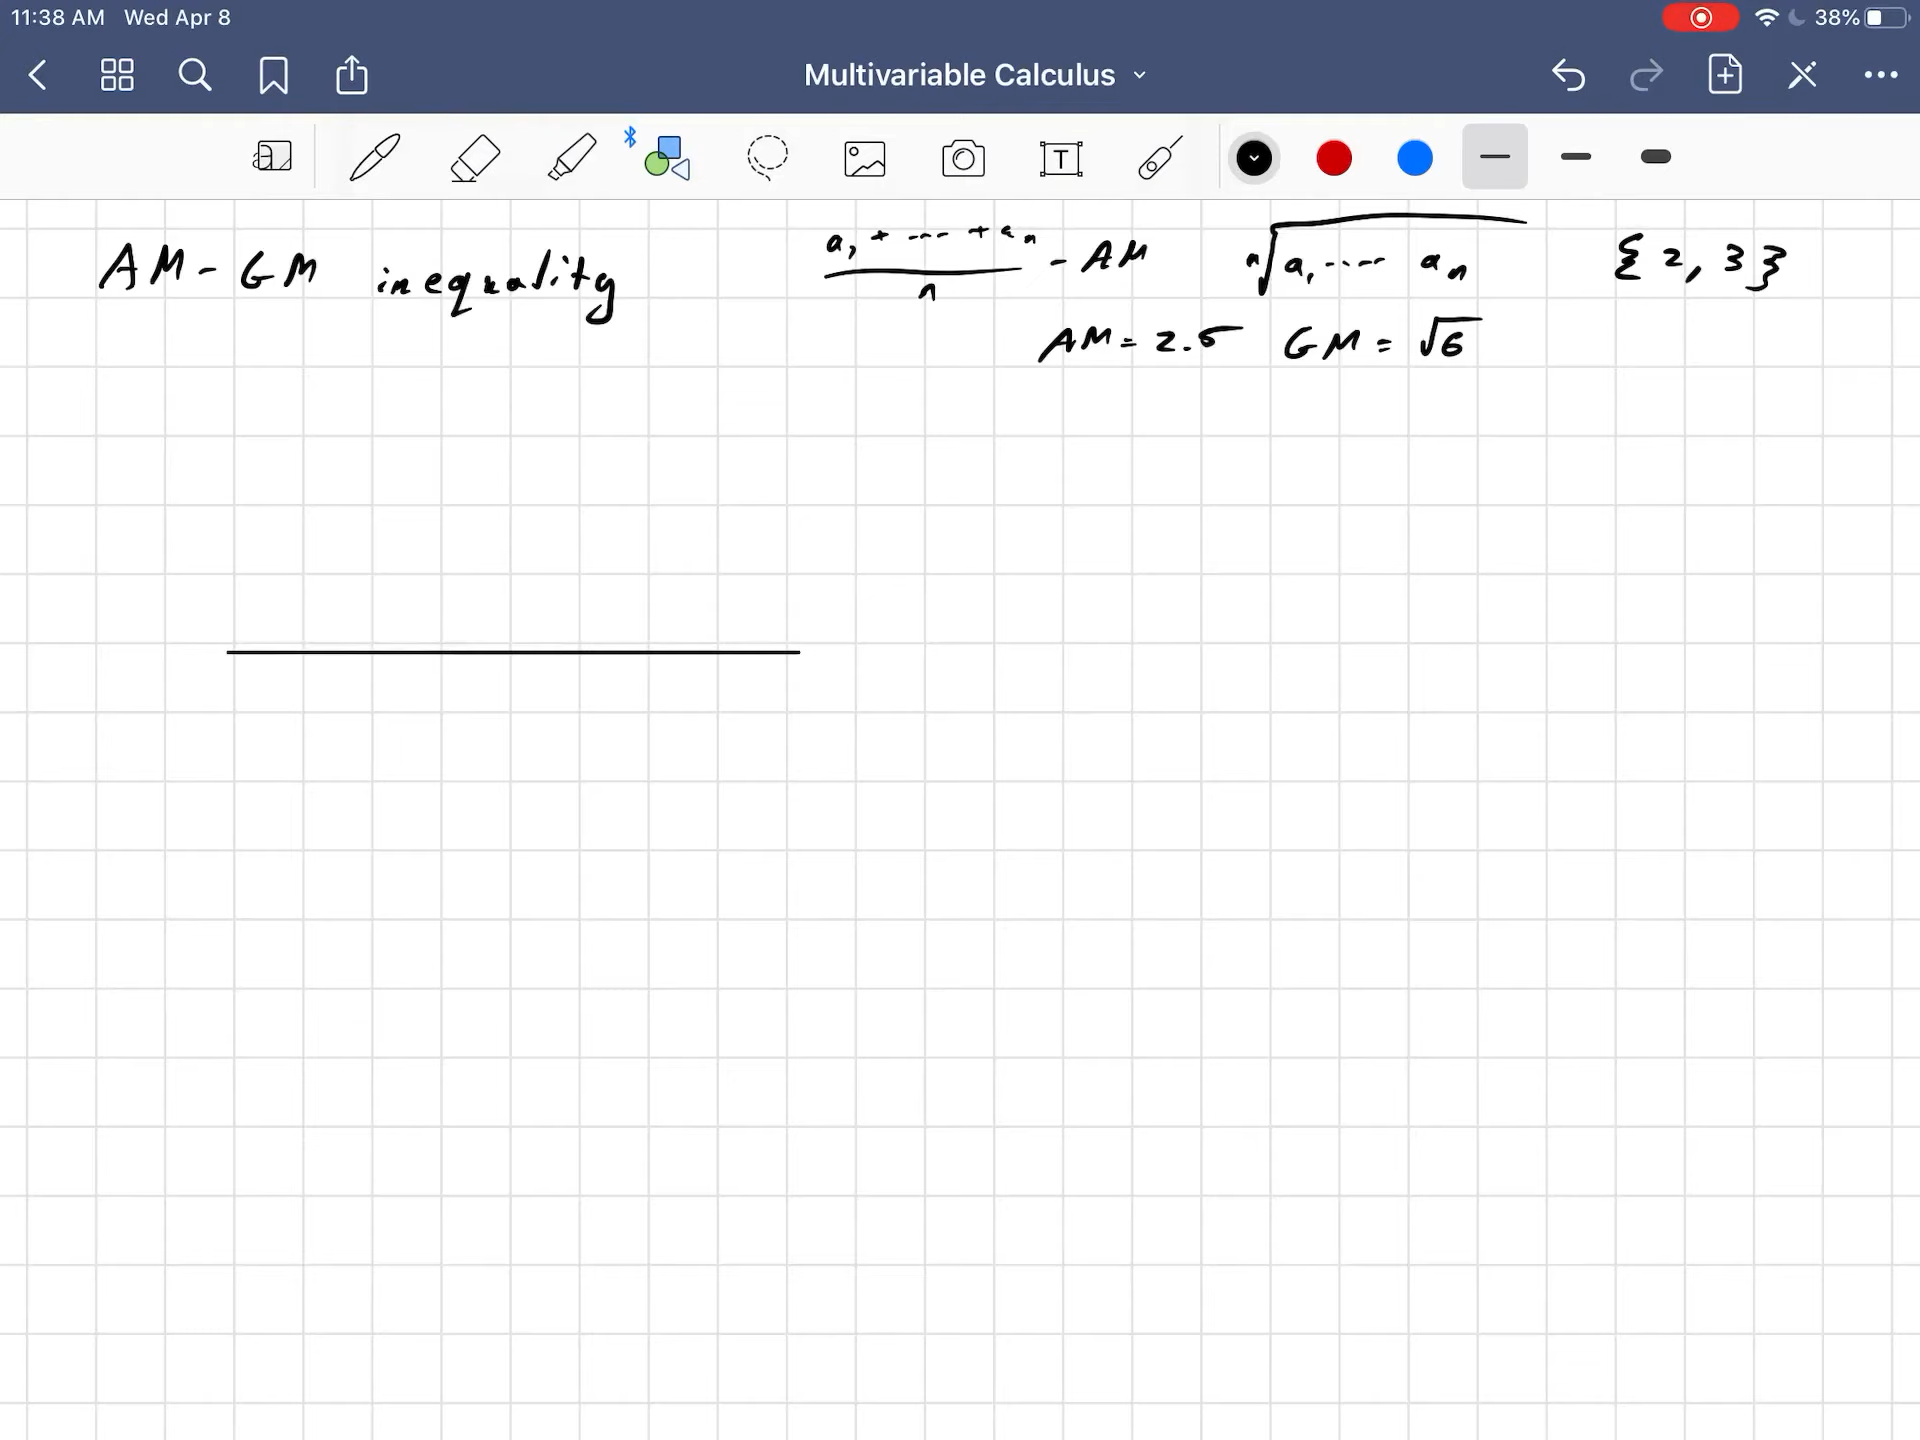 11:38 AM Wed Apr 8 38%
Multivariable Calculus
T
AM-GM inequality
a₁ + ---- + aₙ
n
- AM
ⁿ√a₁ ---- aₙ
{2, 3}
AM = 2.5 GM = √6